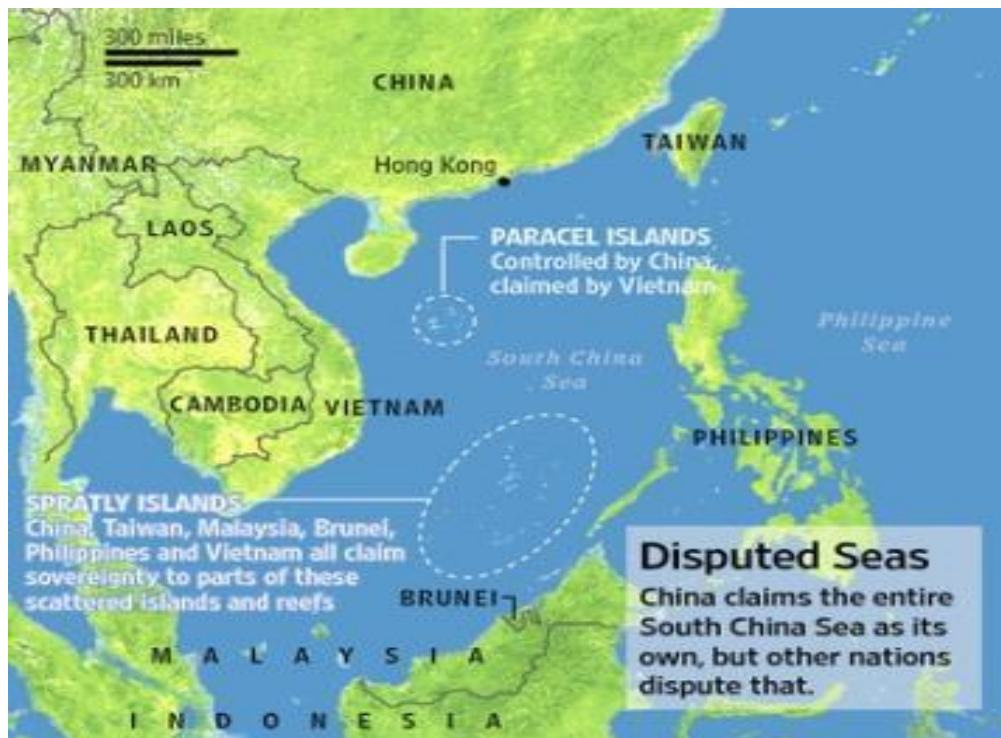 300 miles
300 km
CHINA
TAIWAN
MYANMAR
Hong Kong
LAOS
PARACEL ISLANDS
Controlled by China,
claimed by Vietnam
THAILAND
Philippine
Sea
South China
Sea
CAMBODIA
VIETNAM
PHILIPPINES
SPRATLY ISLANDS
China, Taiwan, Malaysia, Brunei,
Philippines and Vietnam all claim
sovereignty to parts of these
scattered islands and reefs
BRUNEI
Disputed Seas
China claims the entire
South China Sea as its
own, but other nations
dispute that.
MALAYSIA
INDONESIA